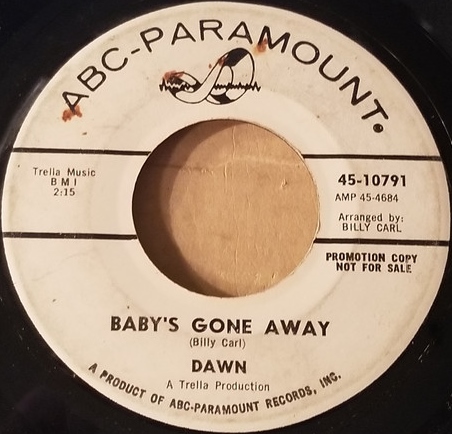 ABC-PARAMOUNT®
Trella Music
BMI
2:15
45-10791
AMP 45-4684
Arranged by:
BILLY CARL
PROMOTION COPY
NOT FOR SALE
BABY'S GONE AWAY
(Billy Carl)
DAWN
A Trella Production
A PRODUCT OF ABC-PARAMOUNT RECORDS, INC.